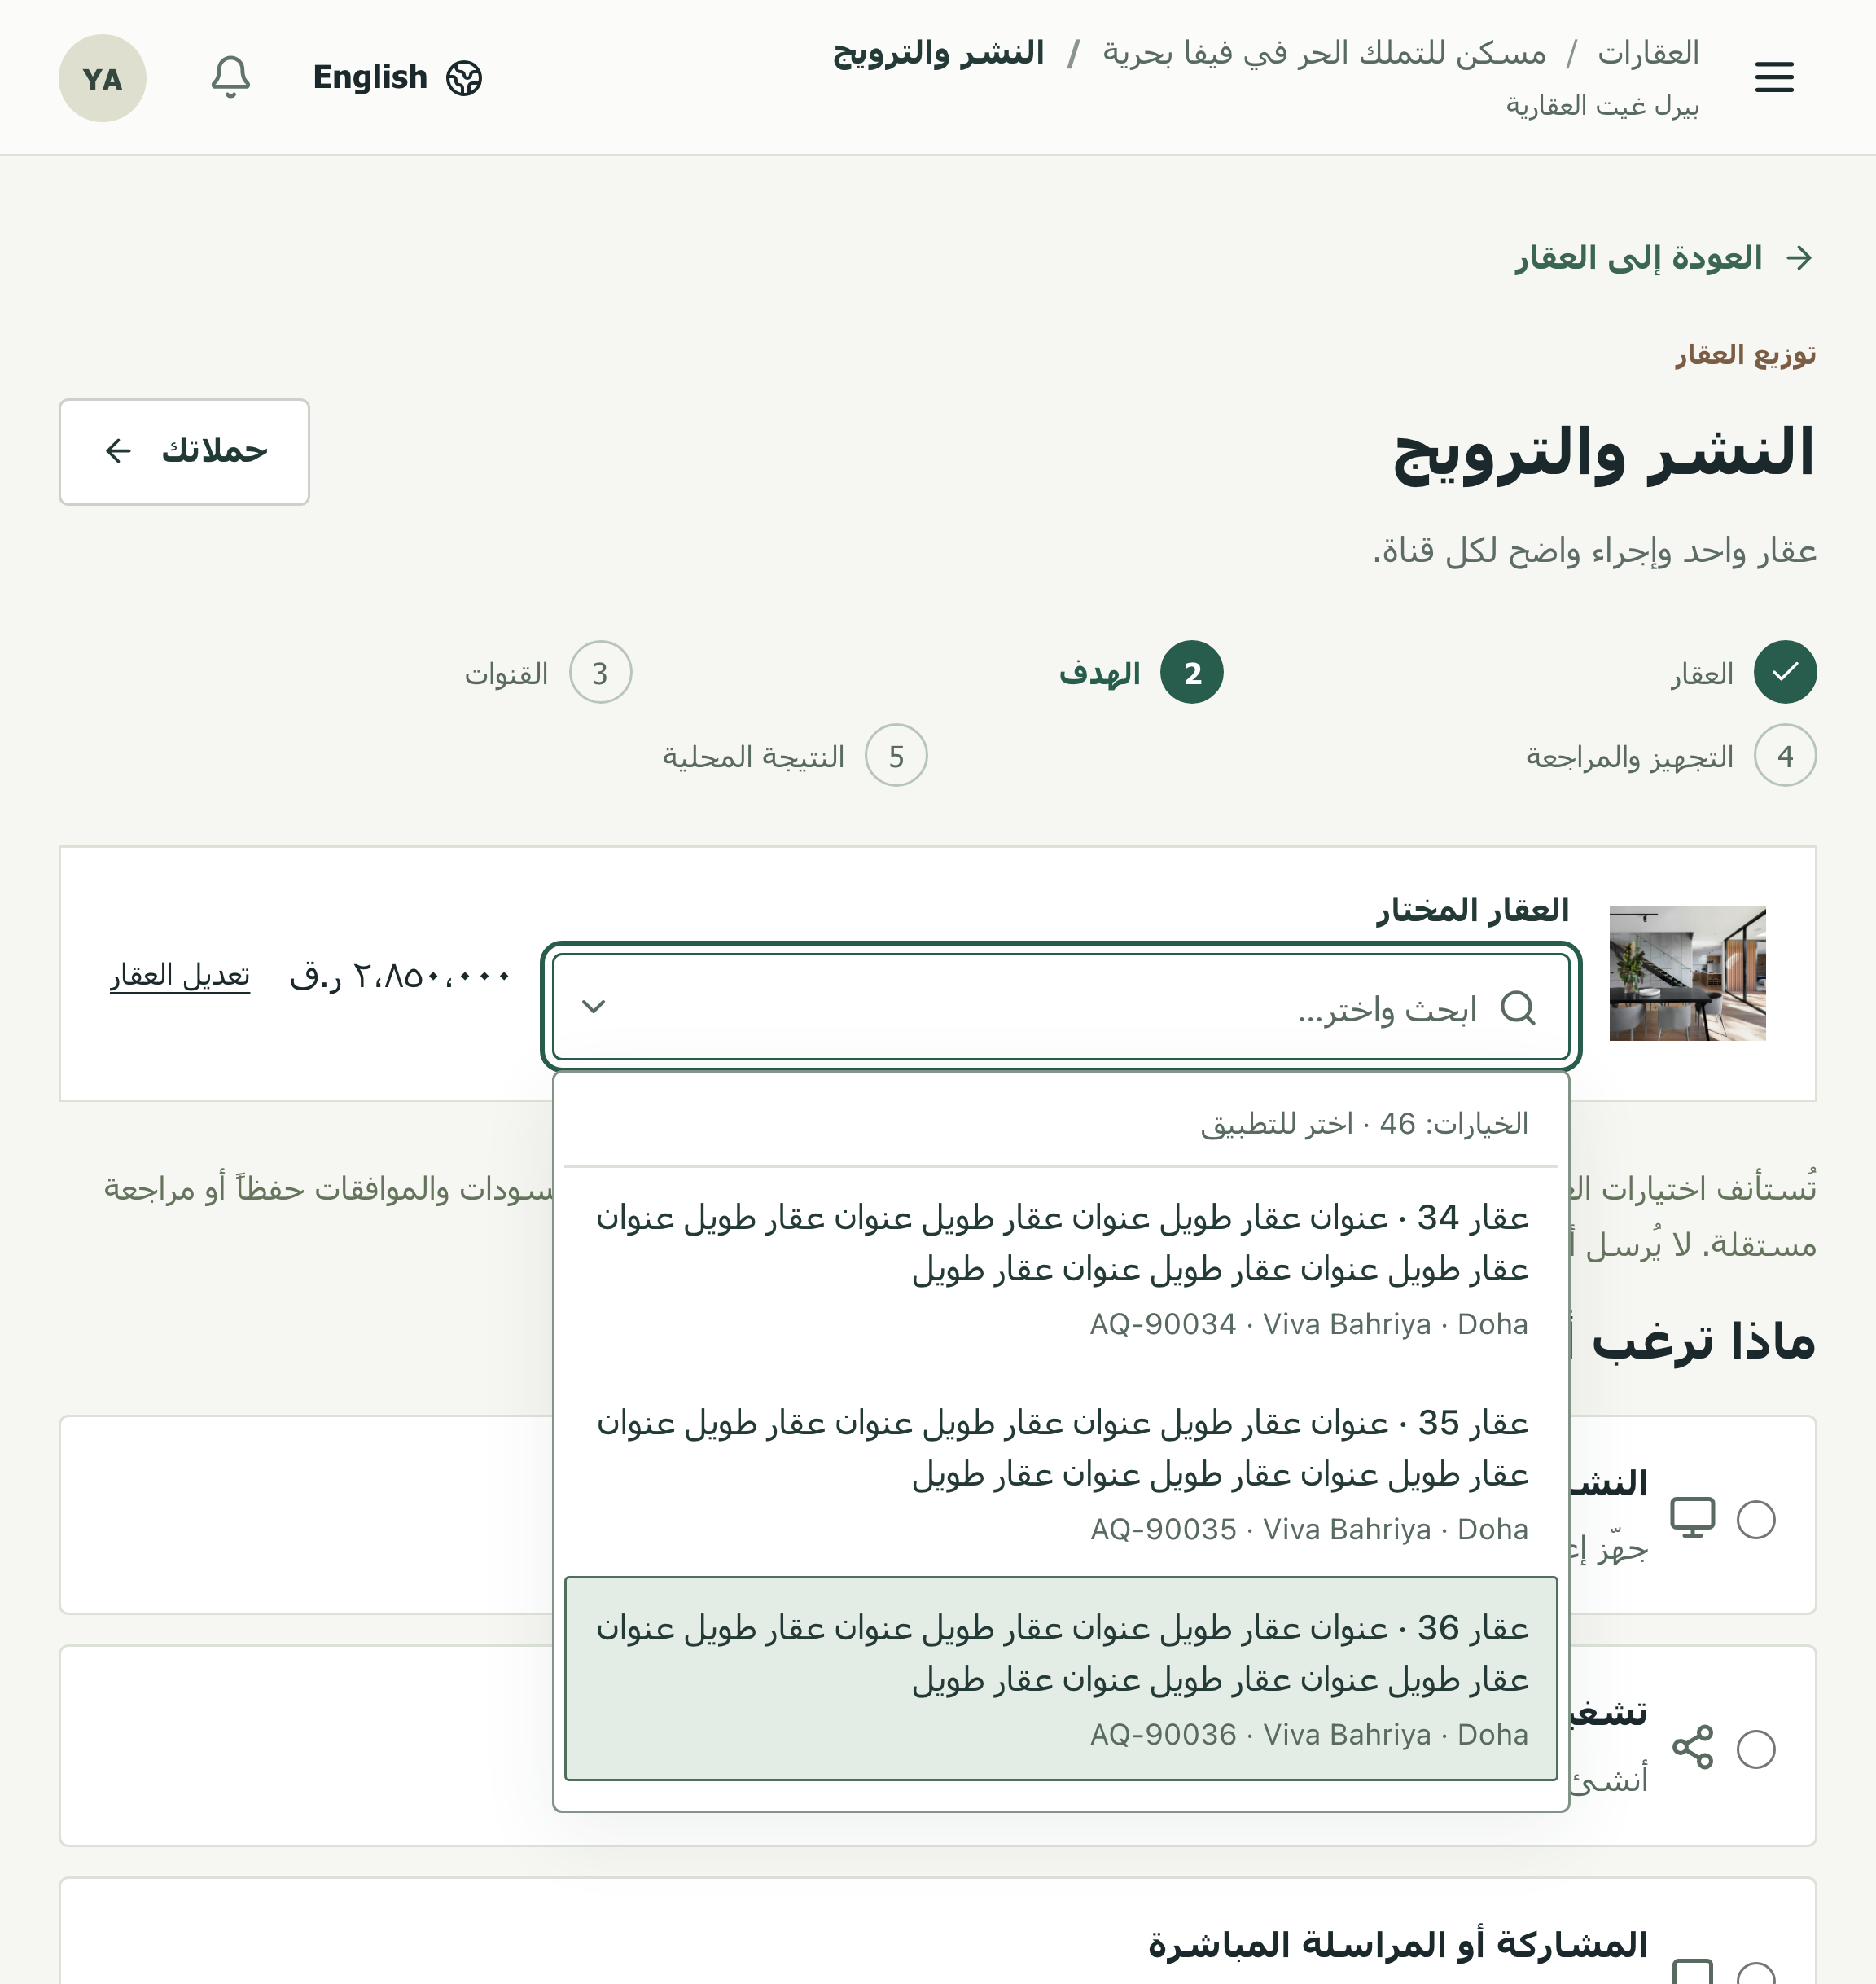 العقارات / مسكن للتملك الحر في فيفا بحرية / النشر والترويج
بيرل غيت العقارية
English
YA
العودة إلى العقار
توزيع العقار
النشر والترويج
حملاتك
عقار واحد وإجراء واضح لكل قناة.
العقار
2 الهدف
3 القنوات
4 التجهيز والمراجعة
5 النتيجة المحلية
العقار المختار
ابحث واختر...
٢،٨٥٠،٠٠٠ ر.ق
تعديل العقار
الخيارات: 46 · اختر للتطبيق
تُستأنف اختيارات
والموافقات حفظاً أو مراجعة
مستقلة. لا يُرسل
عقار 34 · عنوان عقار طويل عنوان عقار طويل عنوان عقار طويل عنوان
عقار طويل عنوان عقار طويل عنوان عقار طويل
AQ-90034 · Viva Bahriya · Doha
ماذا ترغب
عقار 35 · عنوان عقار طويل عنوان عقار طويل عنوان عقار طويل عنوان
عقار طويل عنوان عقار طويل عنوان عقار طويل
AQ-90035 · Viva Bahriya · Doha
جهّز
عقار 36 · عنوان عقار طويل عنوان عقار طويل عنوان عقار طويل عنوان
عقار طويل عنوان عقار طويل عنوان عقار طويل
AQ-90036 · Viva Bahriya · Doha
أنشئ
المشاركة أو المراسلة المباشرة